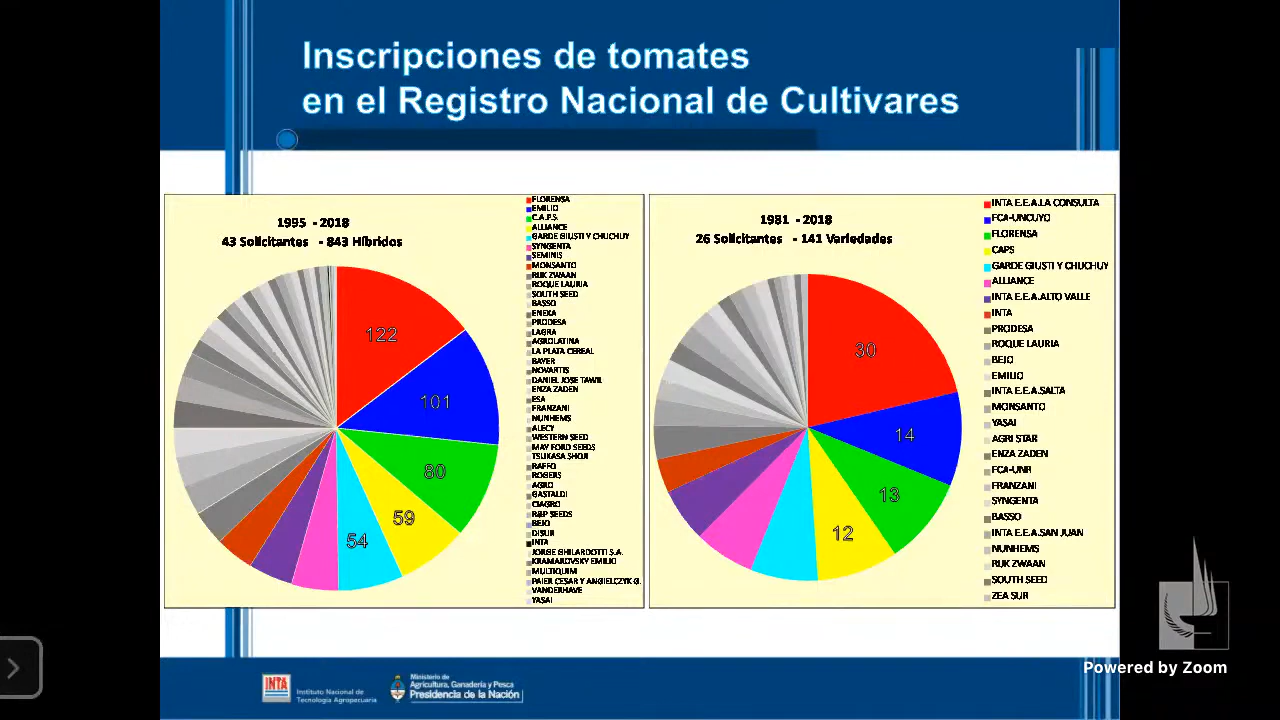 Inscripciones de tomates
en el Registro Nacional de Cultivares
1995 - 2018
43 Solicitantes - 843 Híbridos
122
101
80
59
54
FLORENSA
EMILIO
C.A.P.S.
ALLIANCE
GARDE GIUSTI Y CHUCHUY
SYNGENTA
SEMINIS
MONSANTO
RIJK ZWAAN
ROQUE LAURIA
SOUTH SEED
BASSO
ENEXA
PRODESA
LAGRA
AGROLATINA
LA PLATA CEREAL
BAYER
NOVARTIS
DANIEL JOSE TAWIL
ENZA ZADEN
ESA
FRANZANI
NUNHEMS
ALECY
WESTERN SEED
MAY FORD SEEDS
TSUKASA SHOJI
RAFFO
ROGERS
AGRO
GASTALDI
CIAGRO
R&P SEEDS
BEJO
DISUR
INTA
JORGE GHILARDOTTI S.A.
KRAMAROVSKY EMILIO
MULTIQUIM
PAIER CESAR Y ANGIELCZYK G.
VANDERHAVE
YASAI
1981 - 2018
26 Solicitantes - 141 Variedades
30
14
13
12
INTA E.E.A.LA CONSULTA
FCA-UNCUYO
FLORENSA
CAPS
GARDE GIUSTI Y CHUCHUY
ALLIANCE
INTA E.E.A.ALTO VALLE
INTA
PRODESA
ROQUE LAURIA
BEJO
EMILIO
INTA E.E.A.SALTA
MONSANTO
YASAI
AGRI STAR
ENZA ZADEN
FCA-UNR
FRANZANI
SYNGENTA
BASSO
INTA E.E.A.SAN JUAN
NUNHEMS
RIJK ZWAAN
SOUTH SEED
ZEA SUR
INTA
Instituto Nacional de
Tecnología Agropecuaria
Ministerio de
Agricultura, Ganadería y Pesca
Presidencia de la Nación
Powered by Zoom